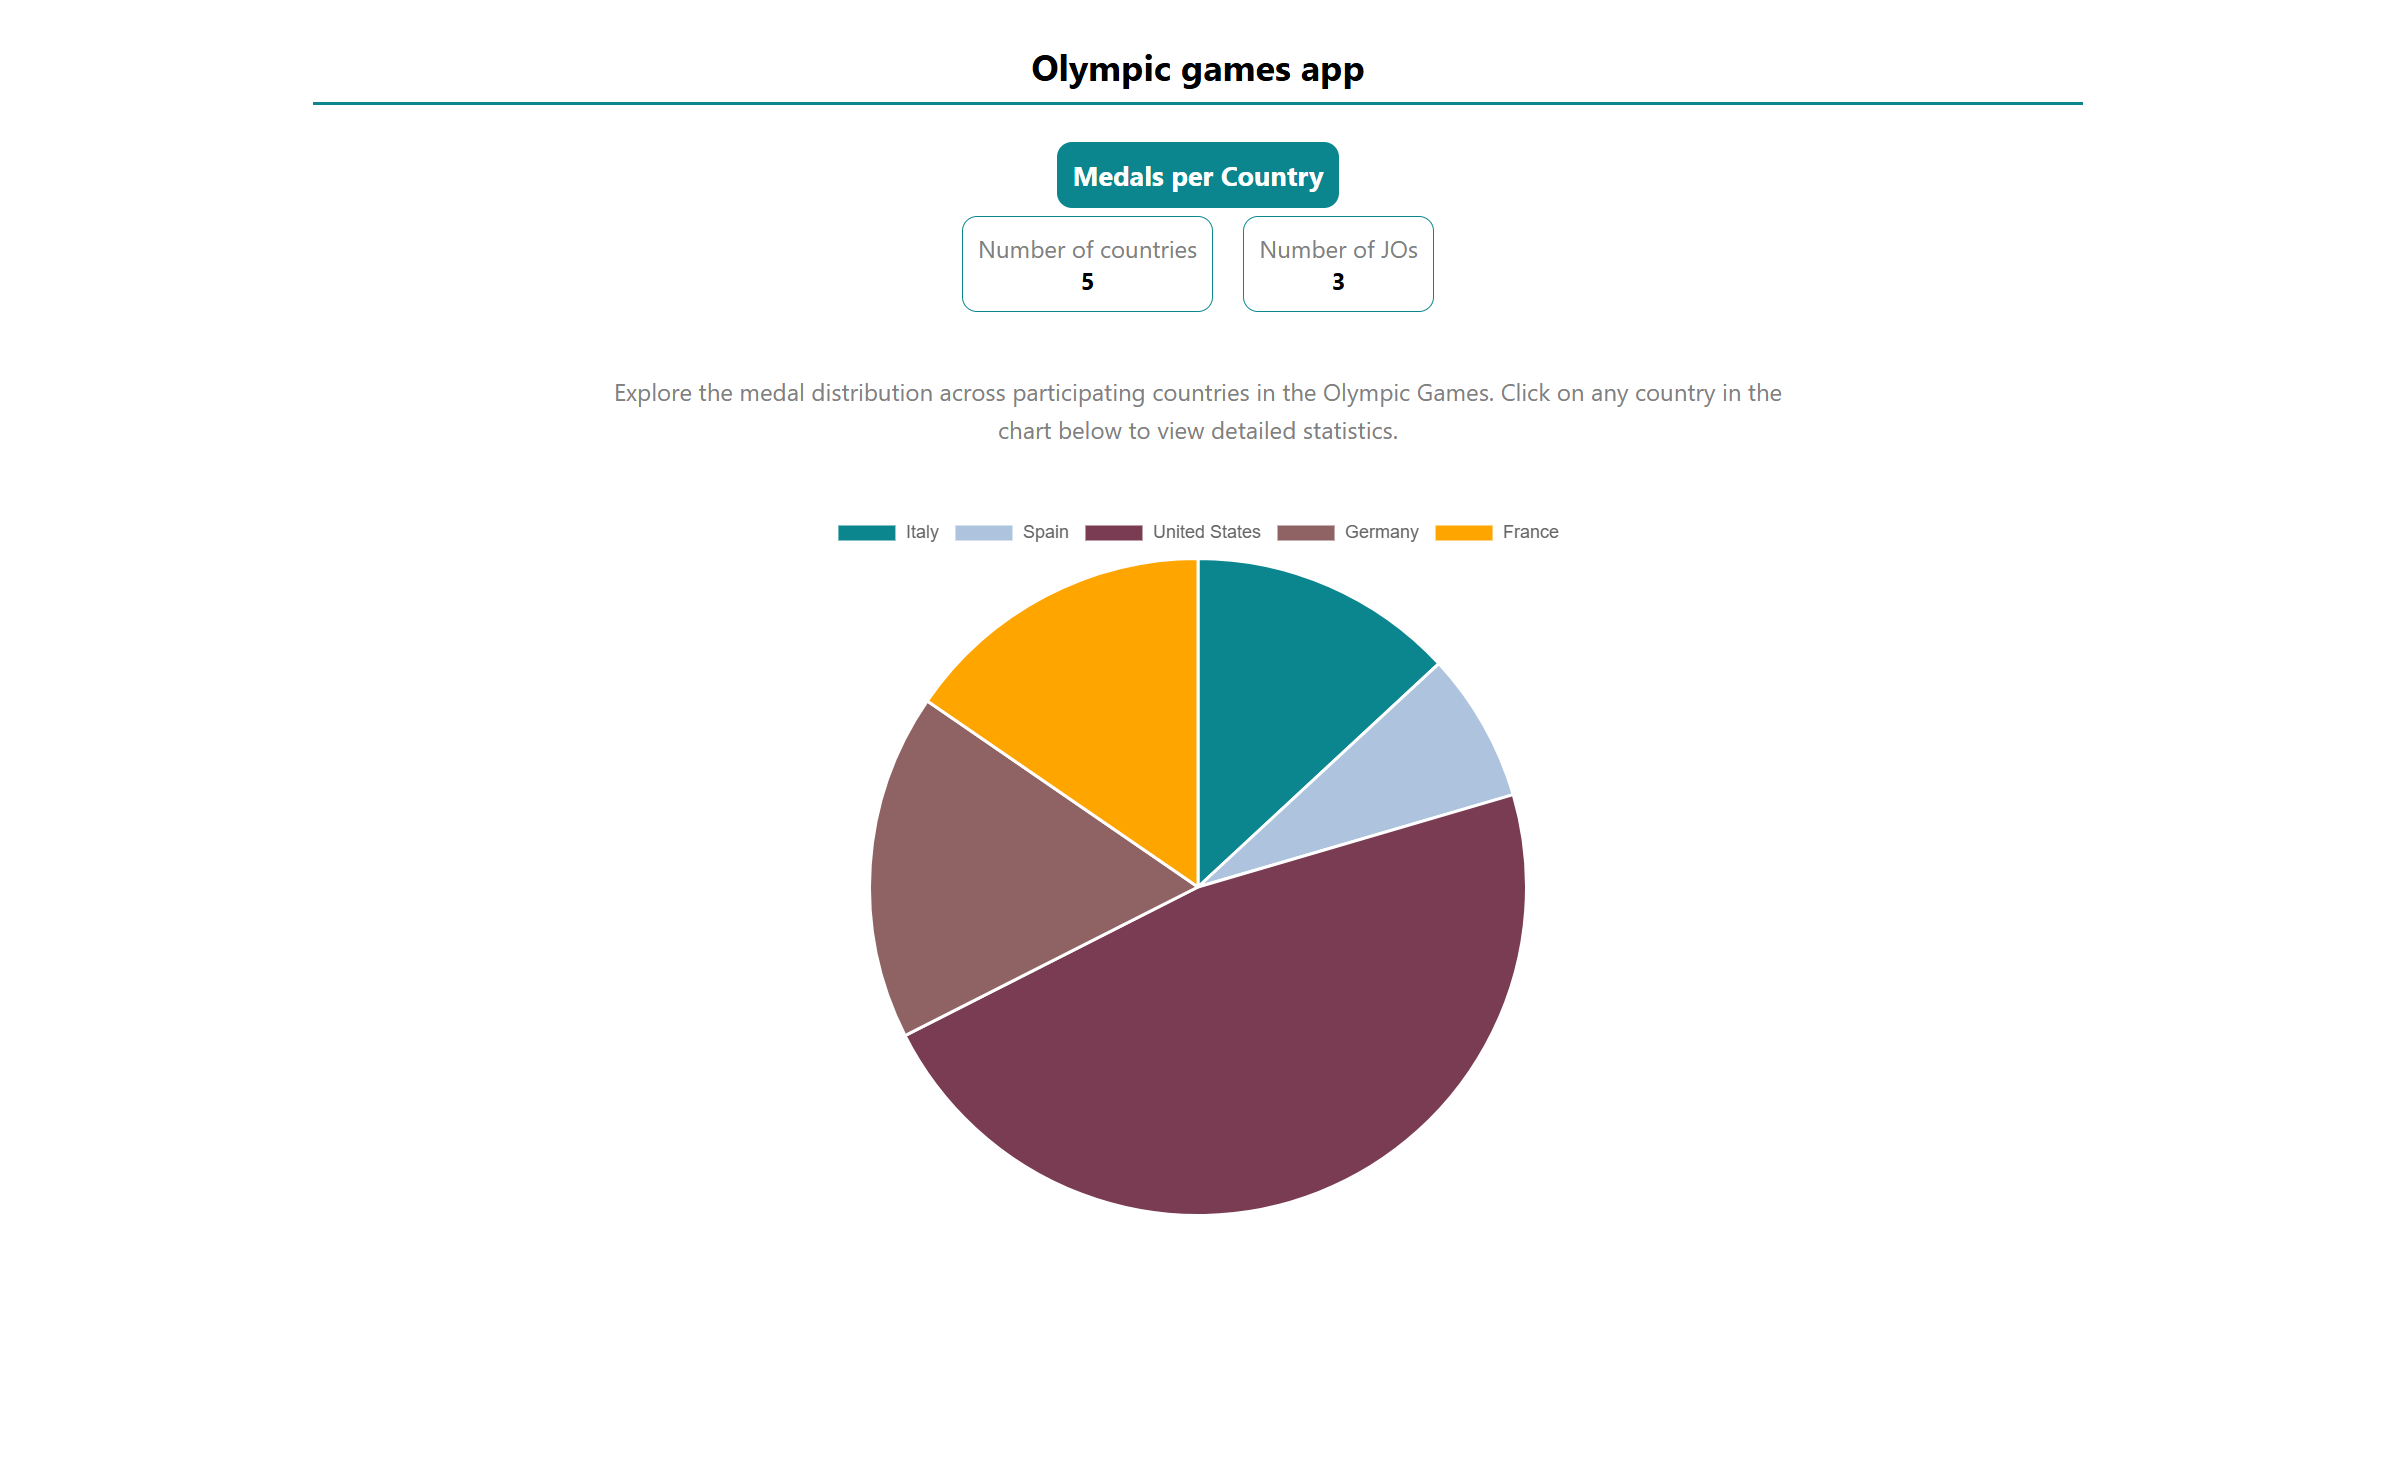 Olympic games app
Medals per Country
Number of countries
5
Number of JOs
3
Explore the medal distribution across participating countries in the Olympic Games. Click on any country in the
chart below to view detailed statistics.
Italy Spain United States Germany France